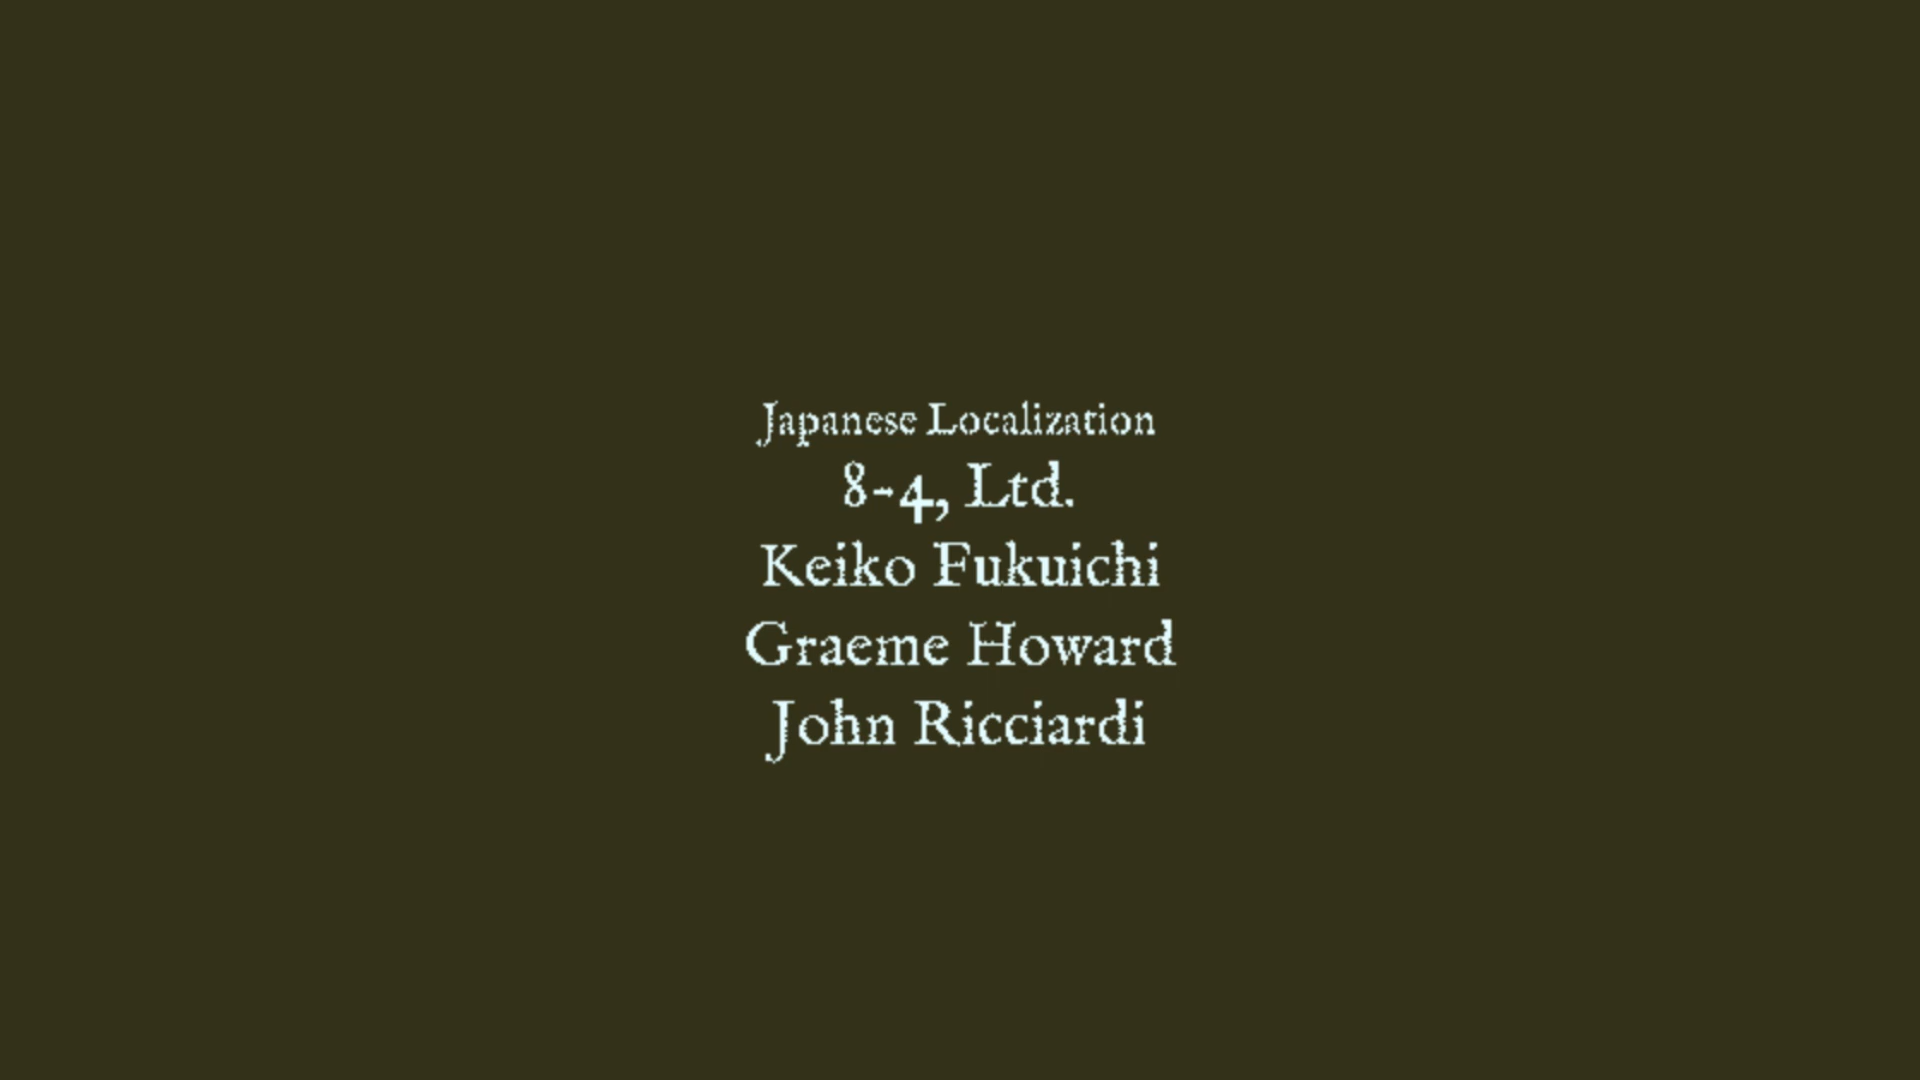 Japanese Localization
8-4, Ltd.
Keiko Fukuichi
Graeme Howard
John Ricciardi